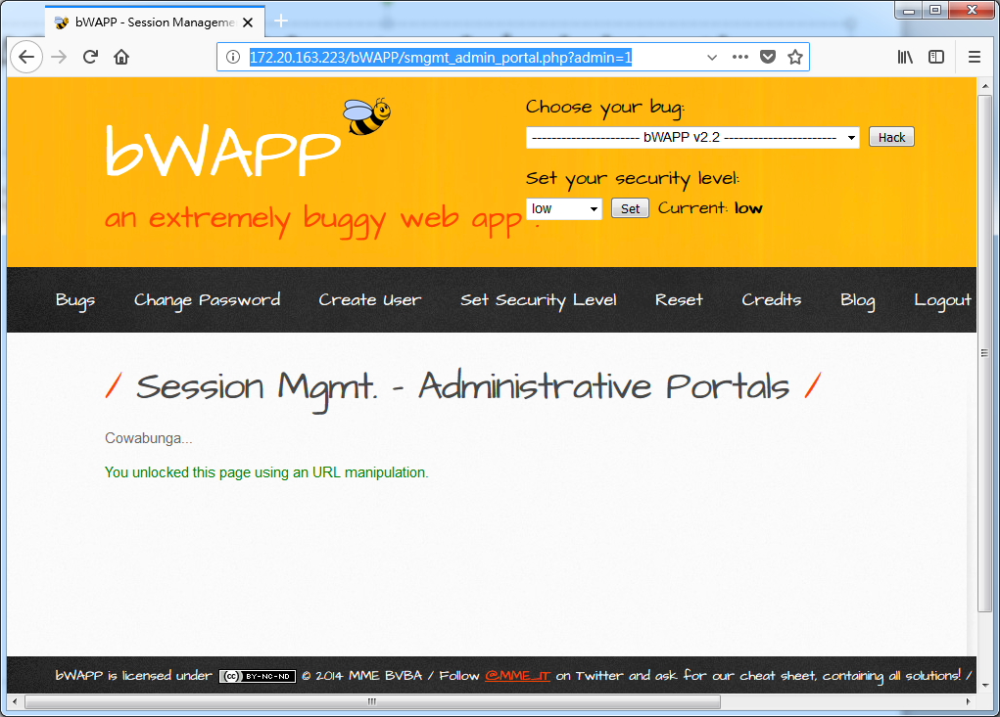 bWAPP - Session Manageme
172.20.163.223/bWAPP/smgmt_admin_portal.php?admin=1
bWAPP
an extremely buggy web app .
Choose your bug:
---------------------- bWAPP v2.2 -----------------------
Hack
Set your security level:
low
Set
Current: low
Bugs Change Password Create User Set Security Level Reset Credits Blog Logout
/ Session Mgmt. - Administrative Portals /
Cowabunga...
You unlocked this page using an URL manipulation.
bWAPP is licensed under (cc) BY-NC-ND © 2014 MME BVBA / Follow @MME_IT on Twitter and ask for our cheat sheet, containing all solutions! /